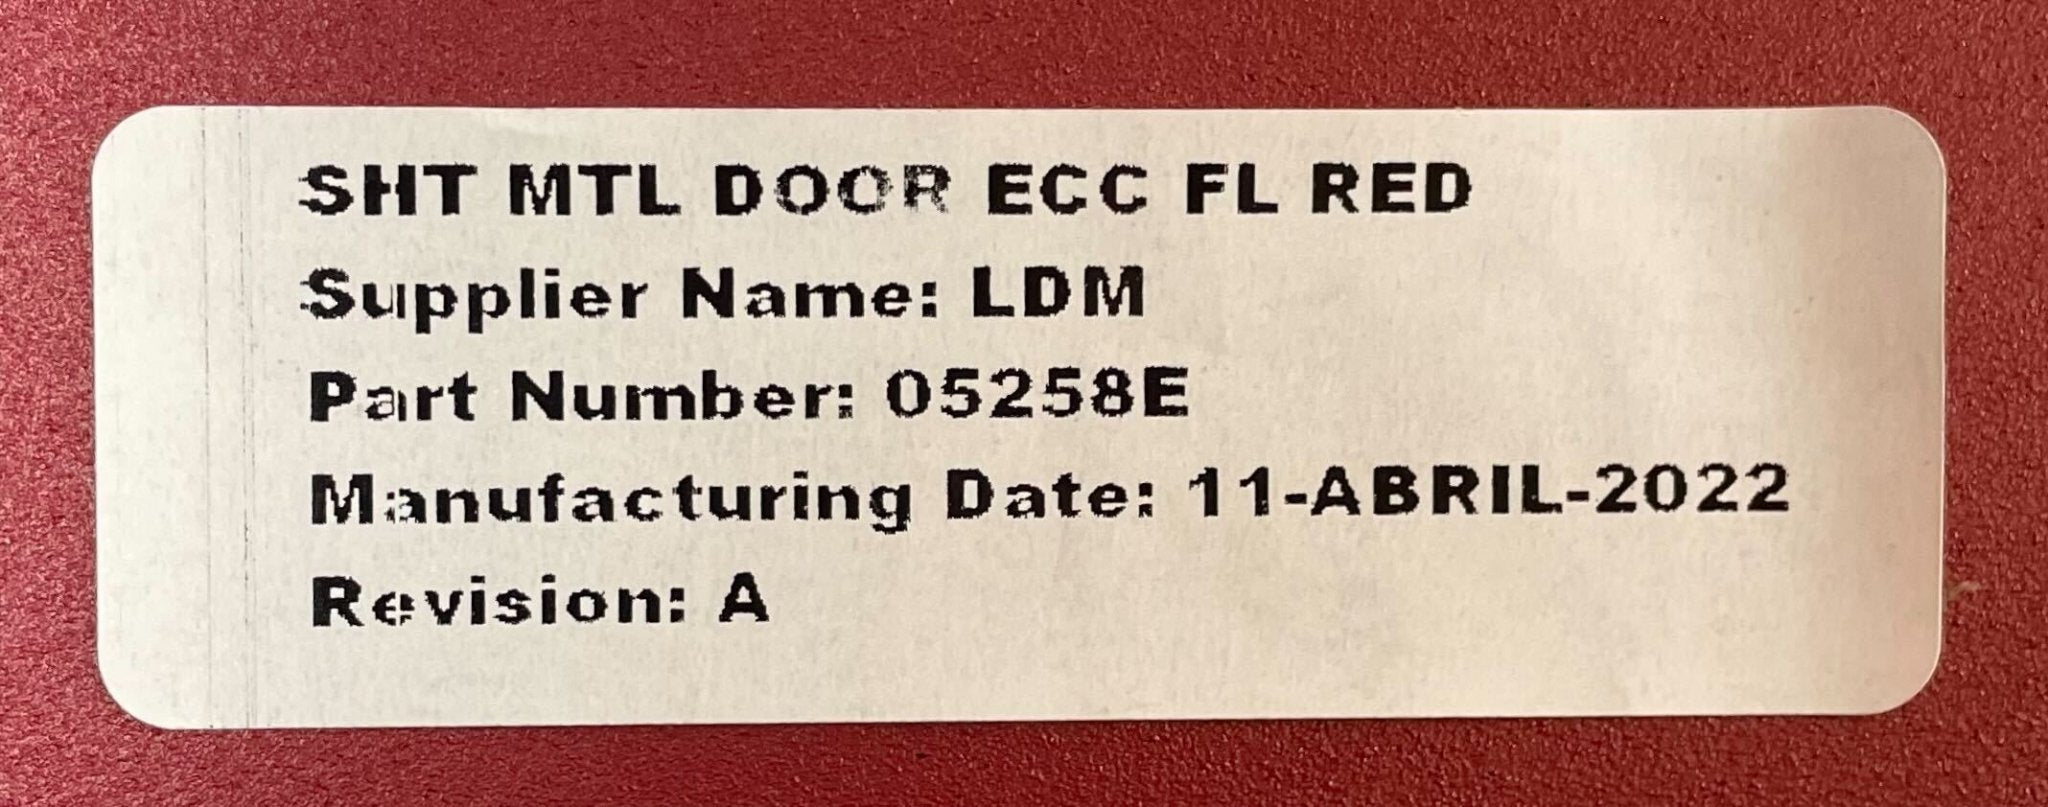 SHT MTL DOOR ECC FL RED
Supplier Name: LDM
Part Number: 05258E
Manufacturing Date: 11-ABRIL-2022
Revision: A